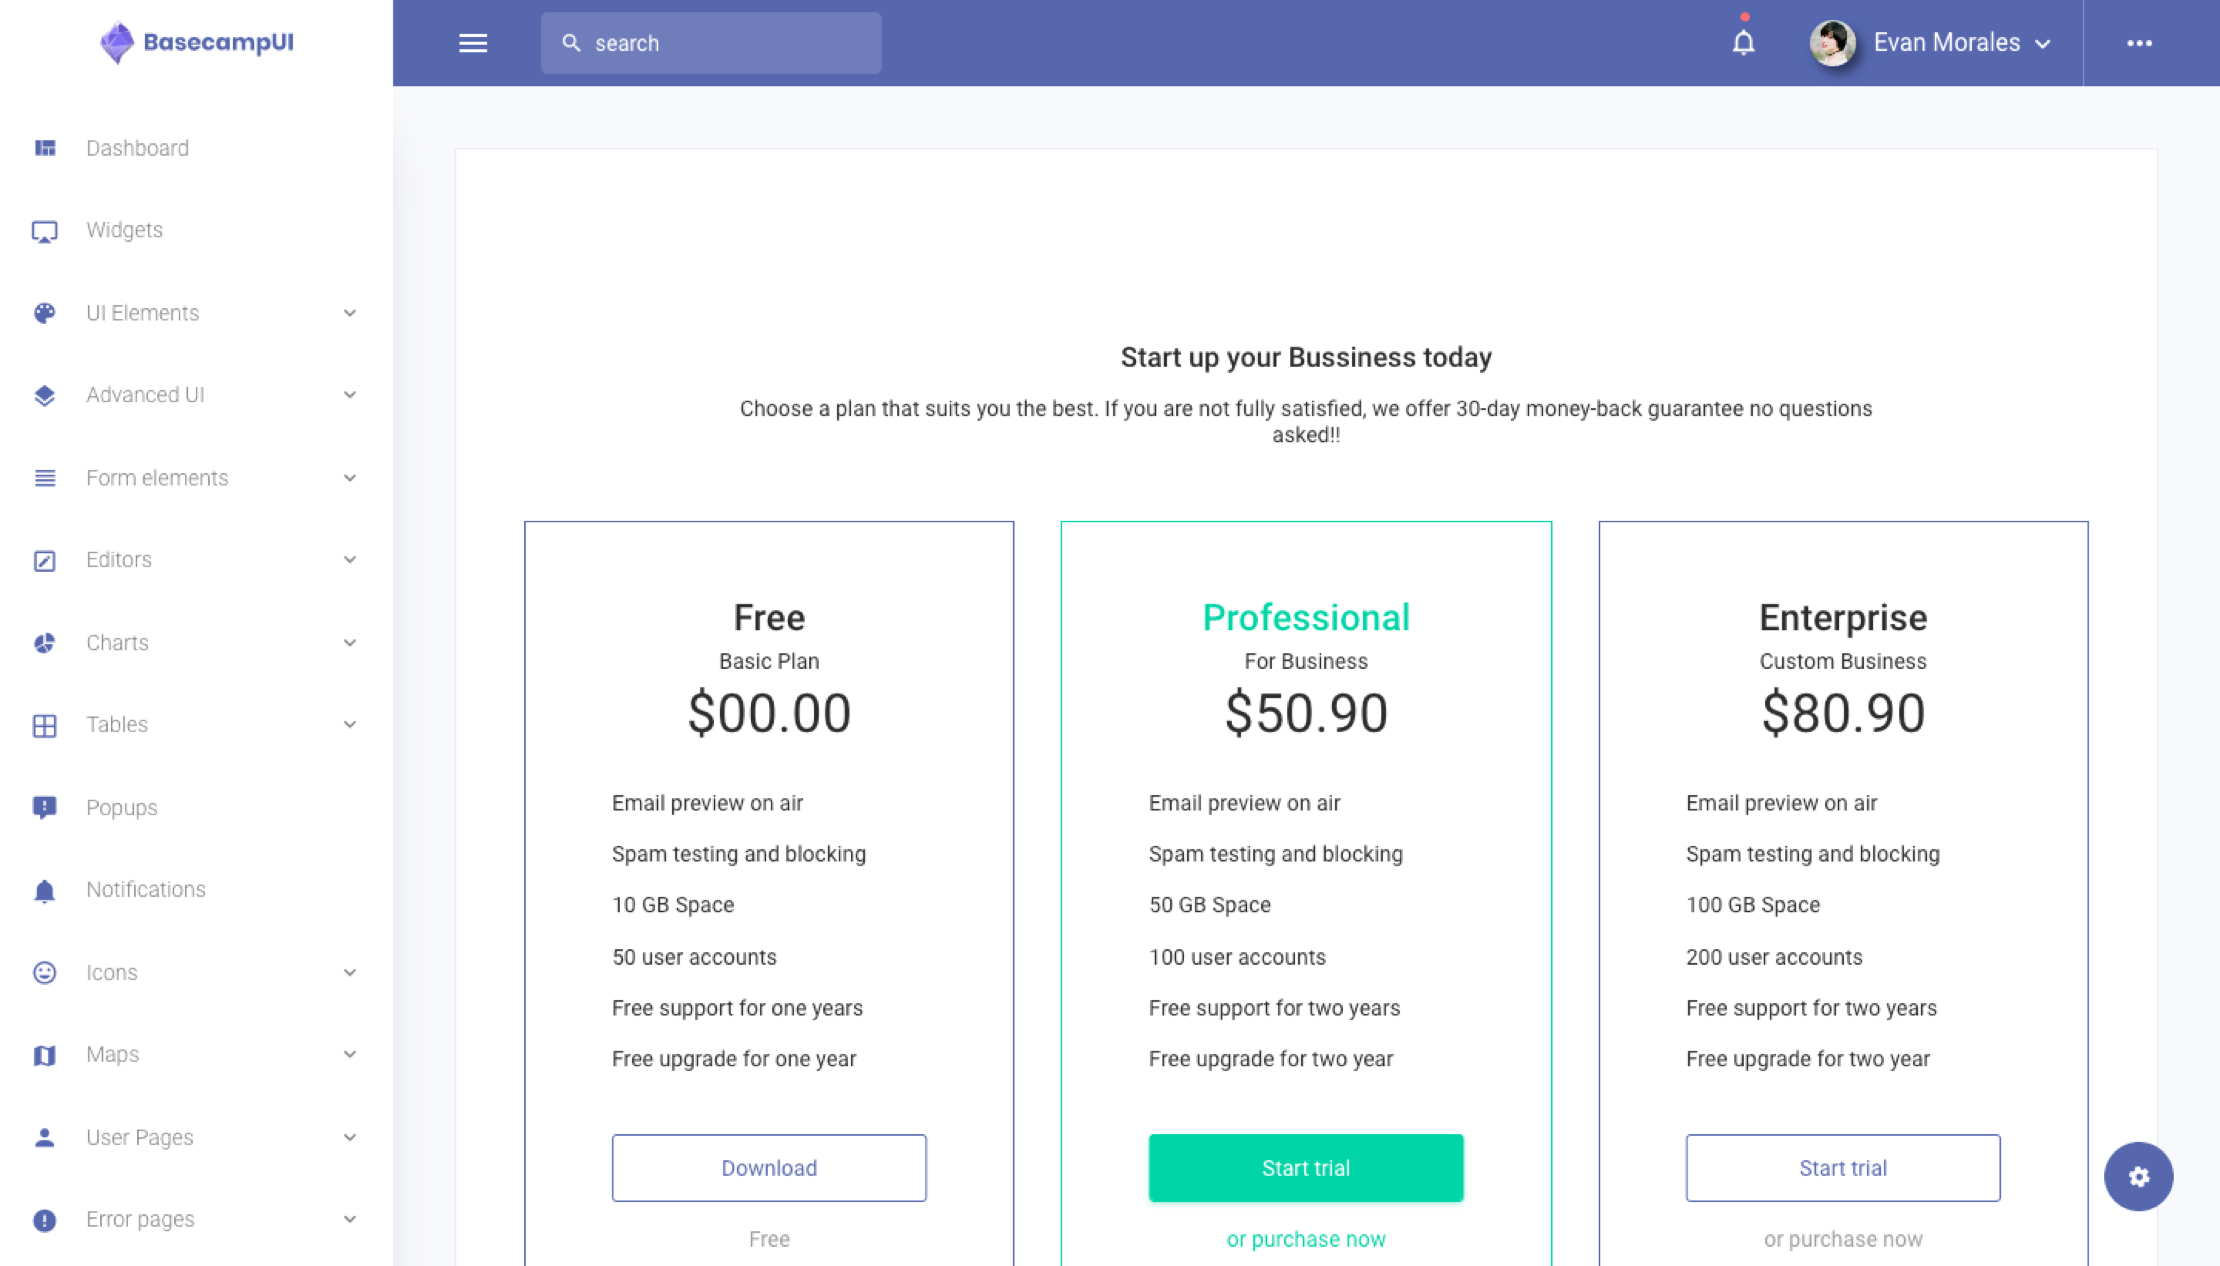 BasecampUI
search
Evan Morales
Dashboard
Widgets
UI Elements
Advanced UI
Form elements
Editors
Charts
Tables
Popups
Notifications
Icons
Maps
User Pages
Error pages
Start up your Bussiness today
Choose a plan that suits you the best. If you are not fully satisfied, we offer 30-day money-back guarantee no questions
asked!!
Free
Basic Plan
$00.00
Email preview on air
Spam testing and blocking
10 GB Space
50 user accounts
Free support for one years
Free upgrade for one year
Download
Free
Professional
For Business
$50.90
Email preview on air
Spam testing and blocking
50 GB Space
100 user accounts
Free support for two years
Free upgrade for two year
Start trial
or purchase now
Enterprise
Custom Business
$80.90
Email preview on air
Spam testing and blocking
100 GB Space
200 user accounts
Free support for two years
Free upgrade for two year
Start trial
or purchase now